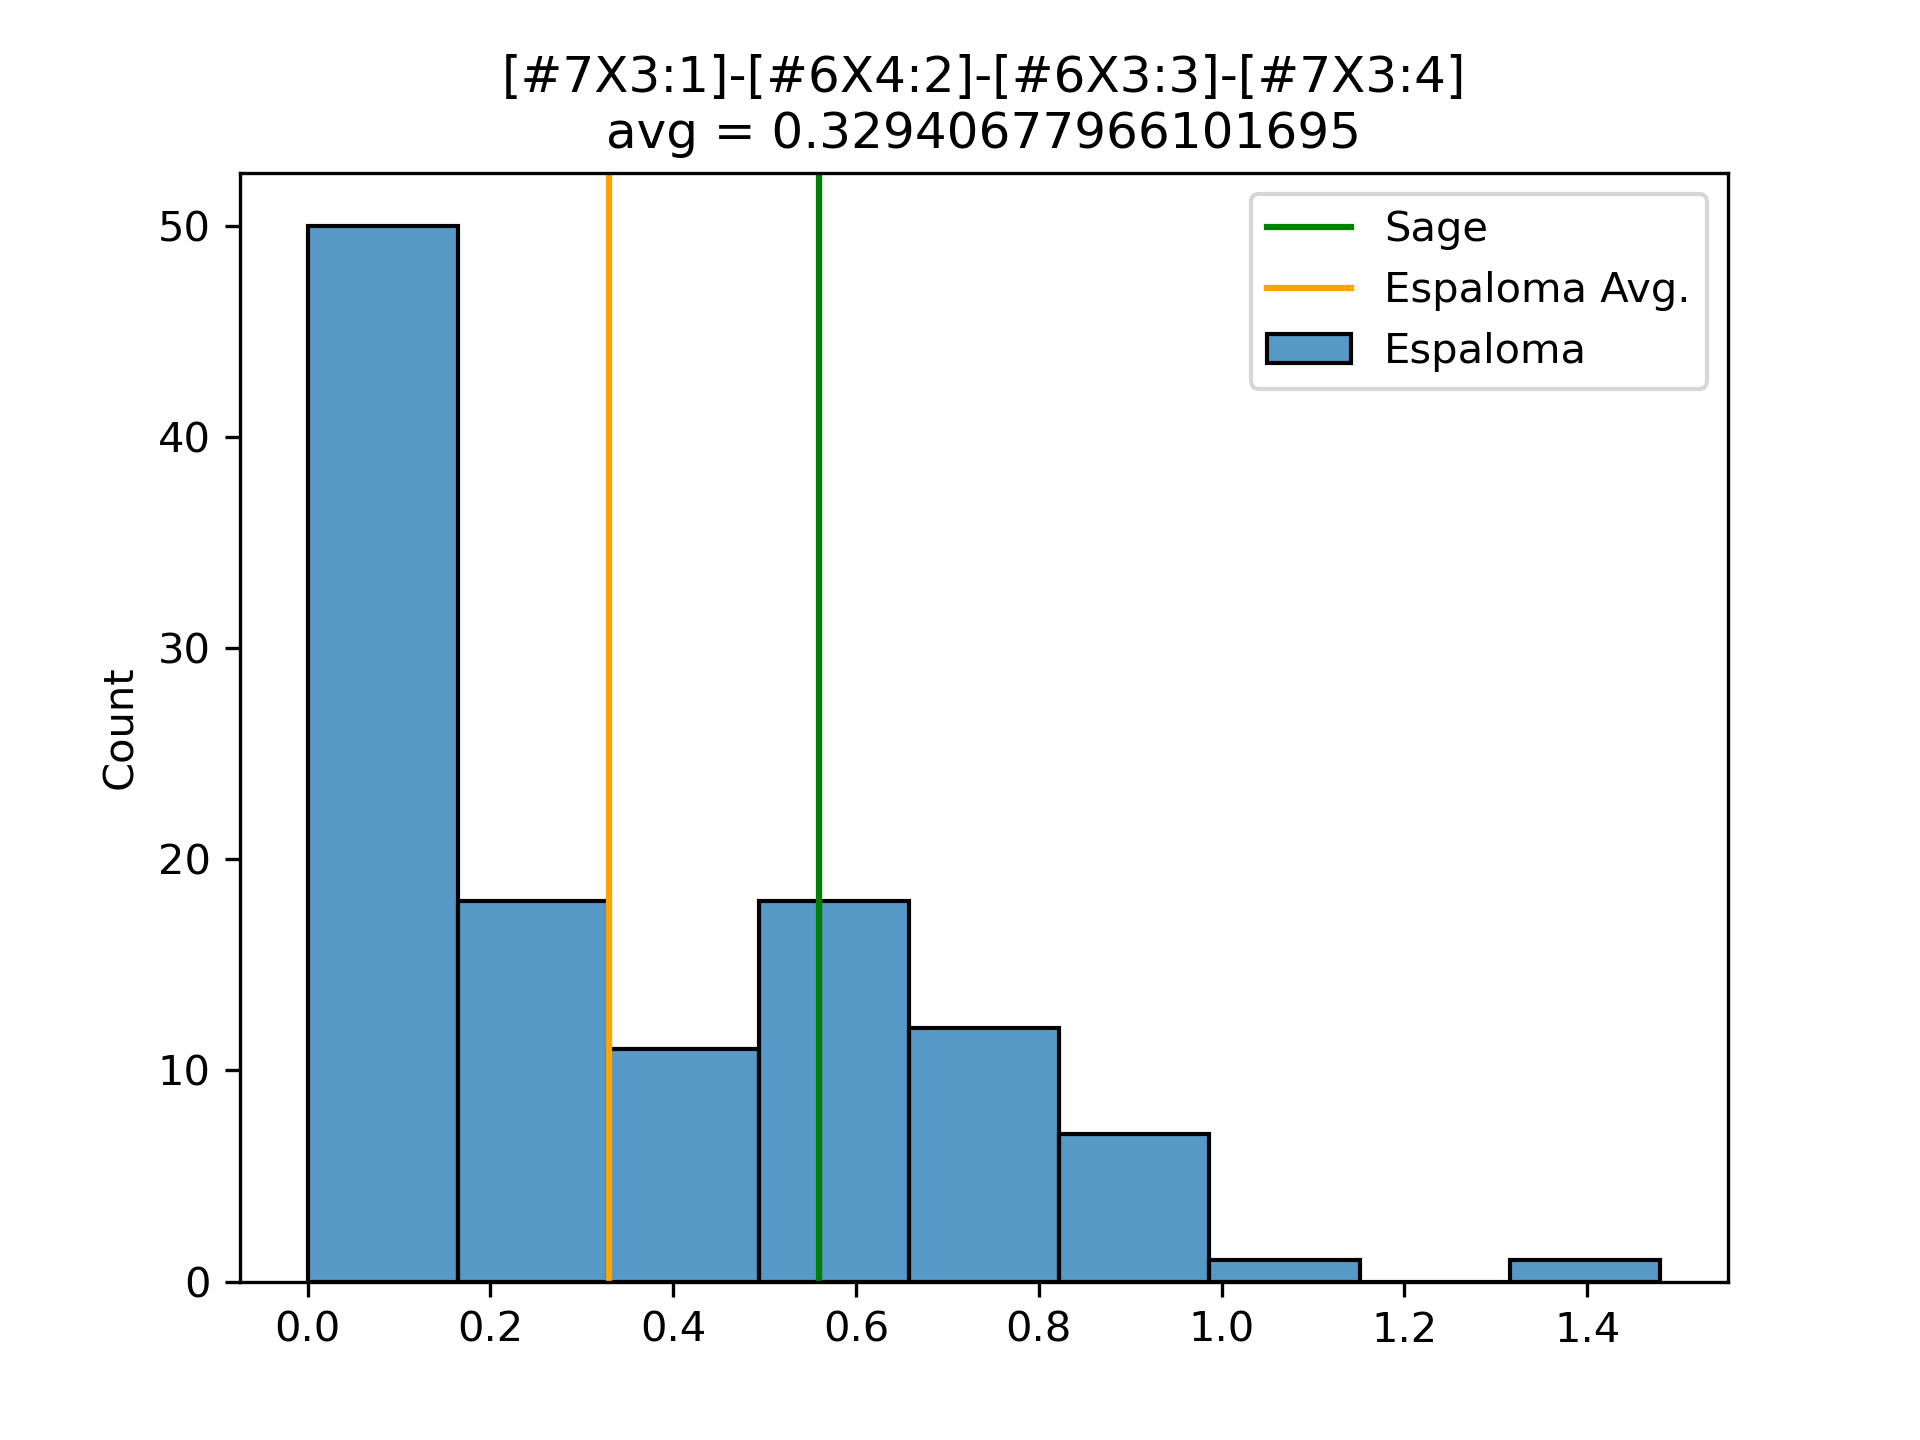 [#7X3:1]-[#6X4:2]-[#6X3:3]-[#7X3:4]
avg = 0.32940677966101695
Sage
Espaloma Avg.
Espaloma
Count
50
40
30
20
10
0
0.0 0.2 0.4 0.6 0.8 1.0 1.2 1.4